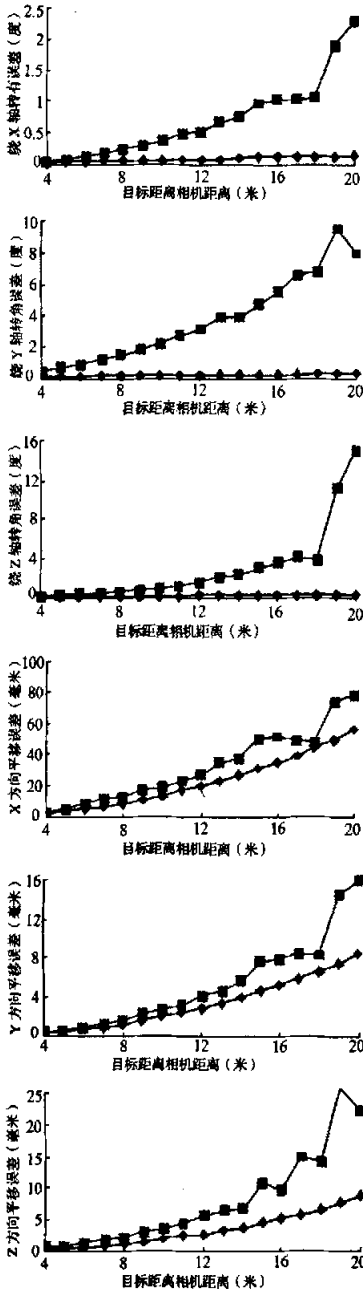 绕X轴转有误差(度)
2.5
2
1.5
1
0.5
0
4 8 12 16 20
目标距离相机距离(米)
绕Y轴转角误差(度)
10
8
6
4
2
0
4 8 12 16 20
目标距离相机距离(米)
绕Z轴转角误差(度)
16
12
8
4
0
4 8 12 16 20
目标距离相机距离(米)
X方向平移误差(毫米)
100
80
60
40
20
0
4 8 12 16 20
目标距离相机距离(米)
Y方向平移误差(毫米)
16
12
8
4
0
4 8 12 16 20
目标距离相机距离(米)
Z方向平移误差(毫米)
25
20
15
10
5
0
4 8 12 16 20
目标距离相机距离(米)